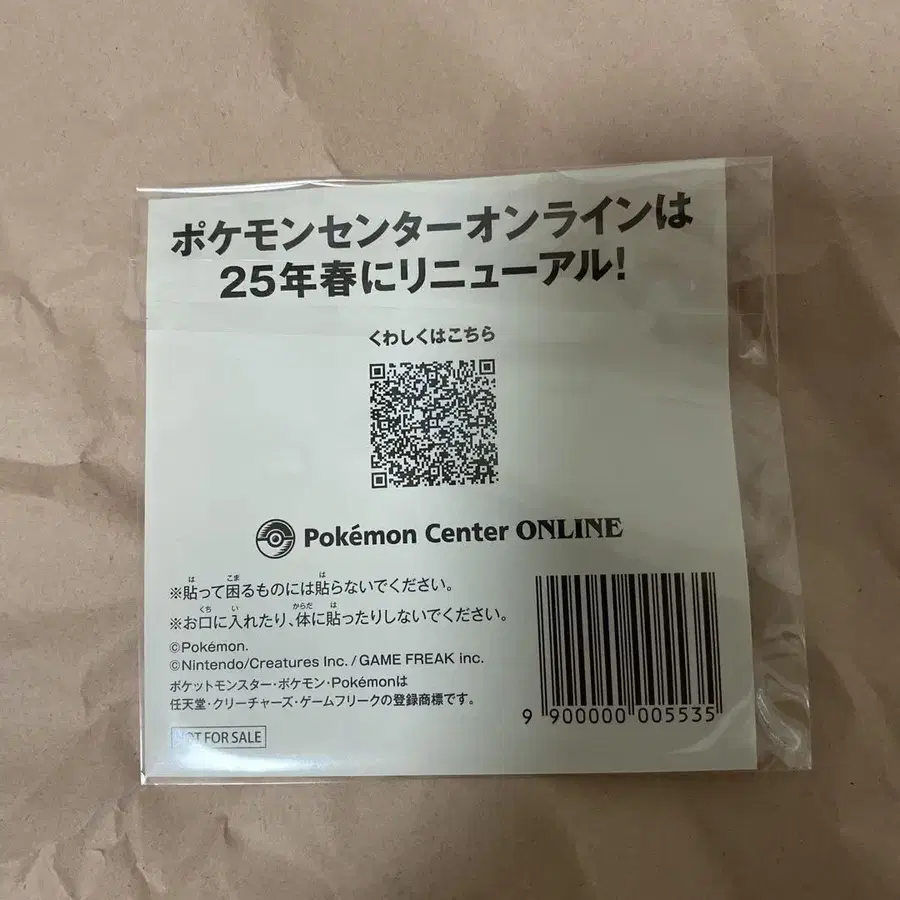 ポケモンセンターオンラインは
25年春にリニューアル!
くわしくはこちら
Pokémon Center ONLINE
※貼って困るものには貼らないでください。
※お口に入れたり、体に貼ったりしないでください。
©Pokémon.
©Nintendo/Creatures Inc./GAME FREAK inc.
ポケットモンスター・ポケモン・Pokémonは
任天堂・クリーチャーズ・ゲームフリークの登録商標です。
NOT FOR SALE
9 900000 005535